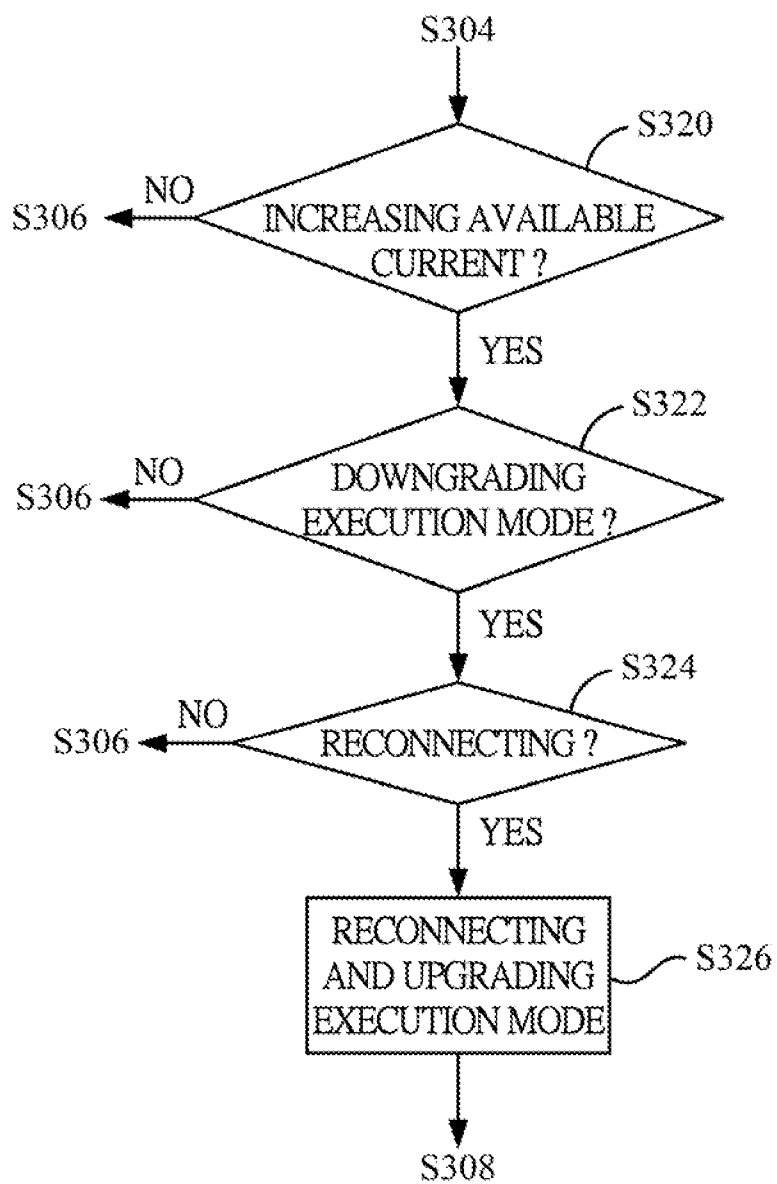 S304
S320
NO
S306
INCREASING AVAILABLE
CURRENT ?
YES
S322
NO
S306
DOWNGRADING
EXECUTION MODE ?
YES
S324
NO
S306
RECONNECTING ?
YES
RECONNECTING
AND UPGRADING
EXECUTION MODE
S326
S308